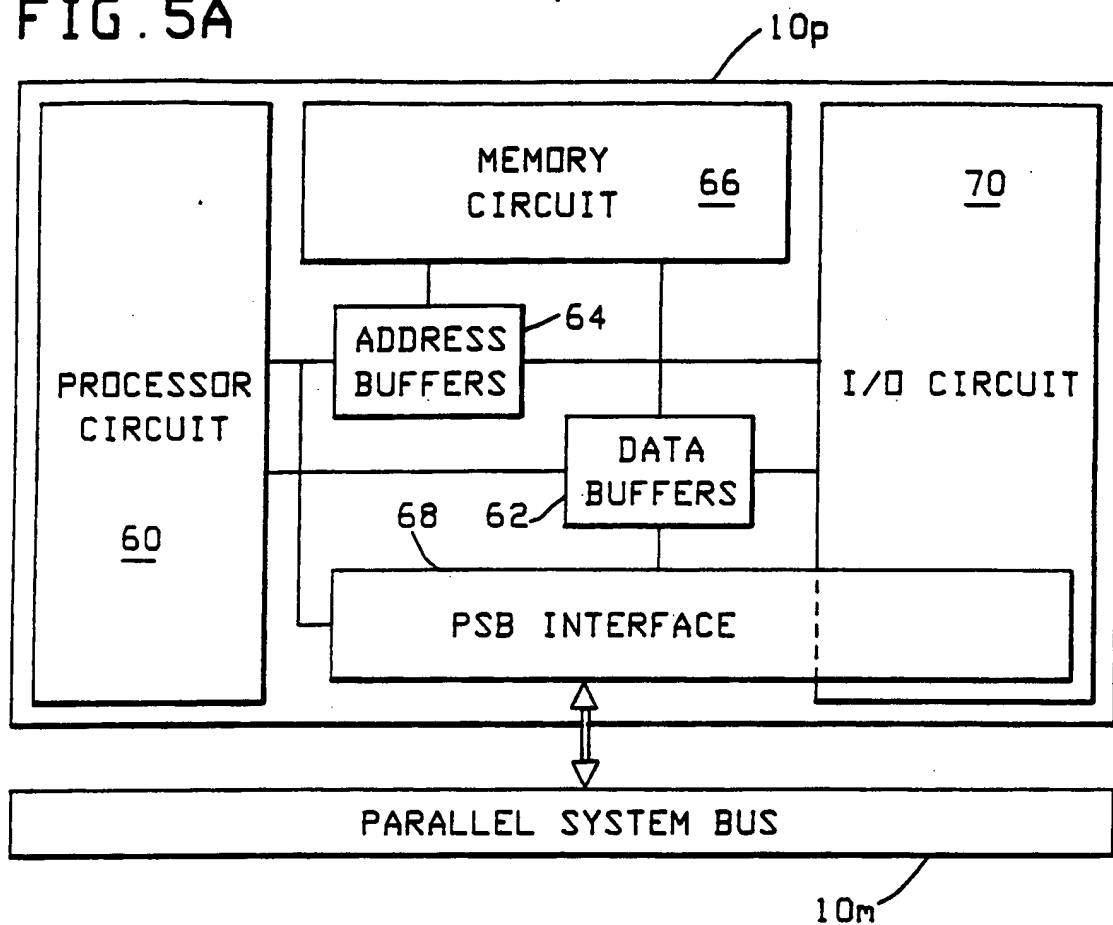 FIG. 5A
10p
MEMORY
CIRCUIT
66
70
64
ADDRESS
BUFFERS
PROCESSOR
CIRCUIT
I/O CIRCUIT
DATA
BUFFERS
68
62
60
PSB INTERFACE
PARALLEL SYSTEM BUS
10m